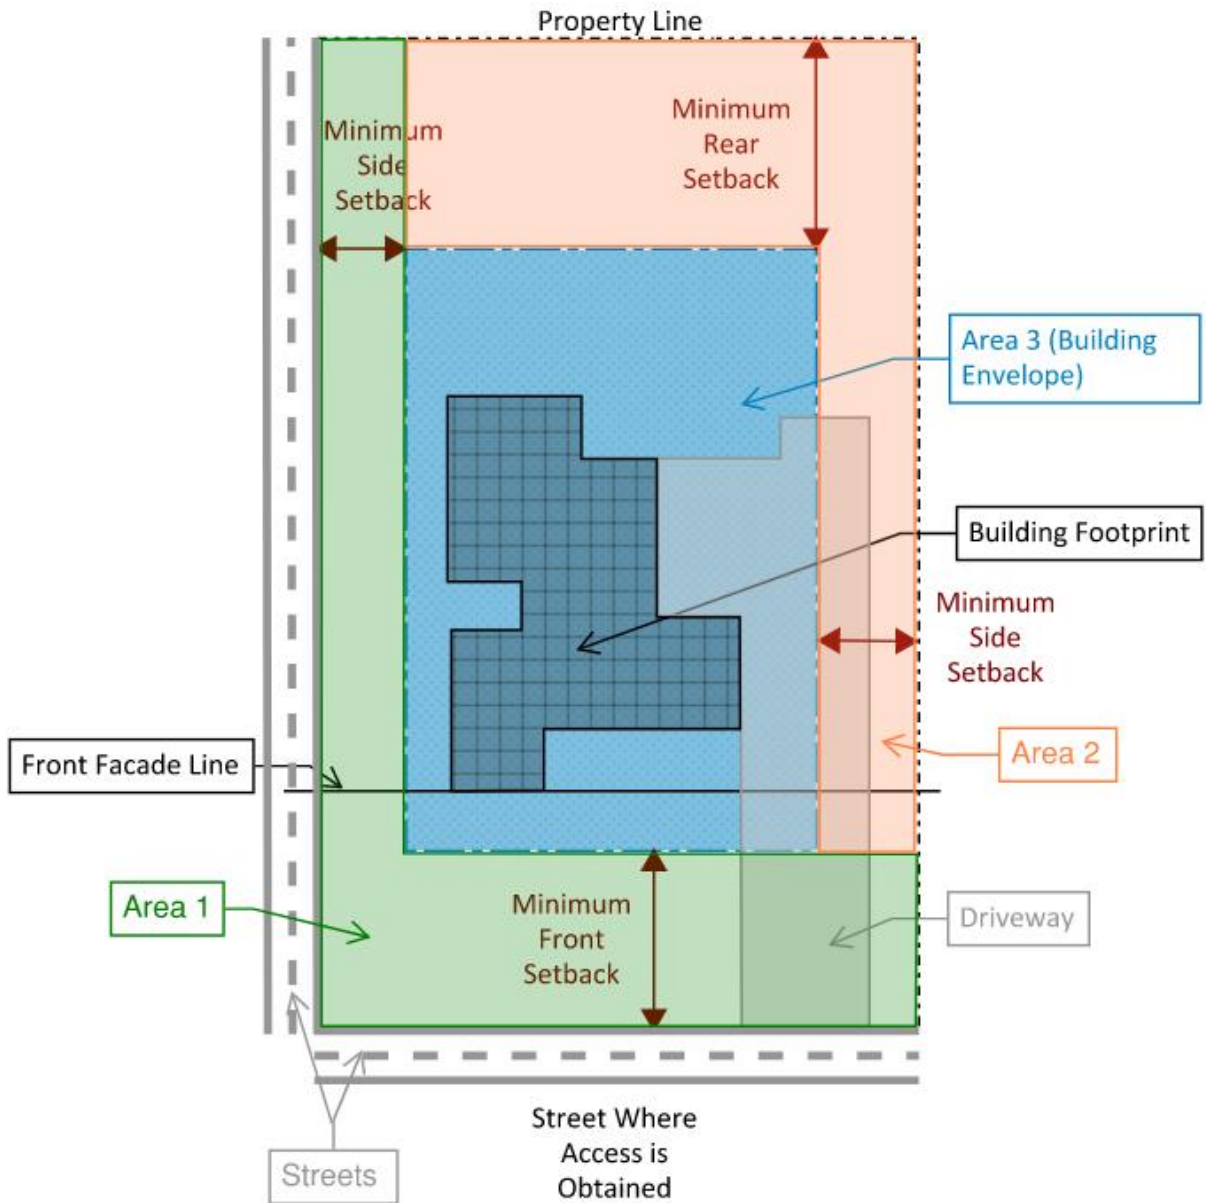 Property Line
Minimum
Side
Setback
Minimum
Rear
Setback
Area 3 (Building
Envelope)
Building Footprint
Minimum
Side
Setback
Front Facade Line
Area 2
Area 1
Minimum
Front
Setback
Driveway
Street Where
Access is
Obtained
Streets